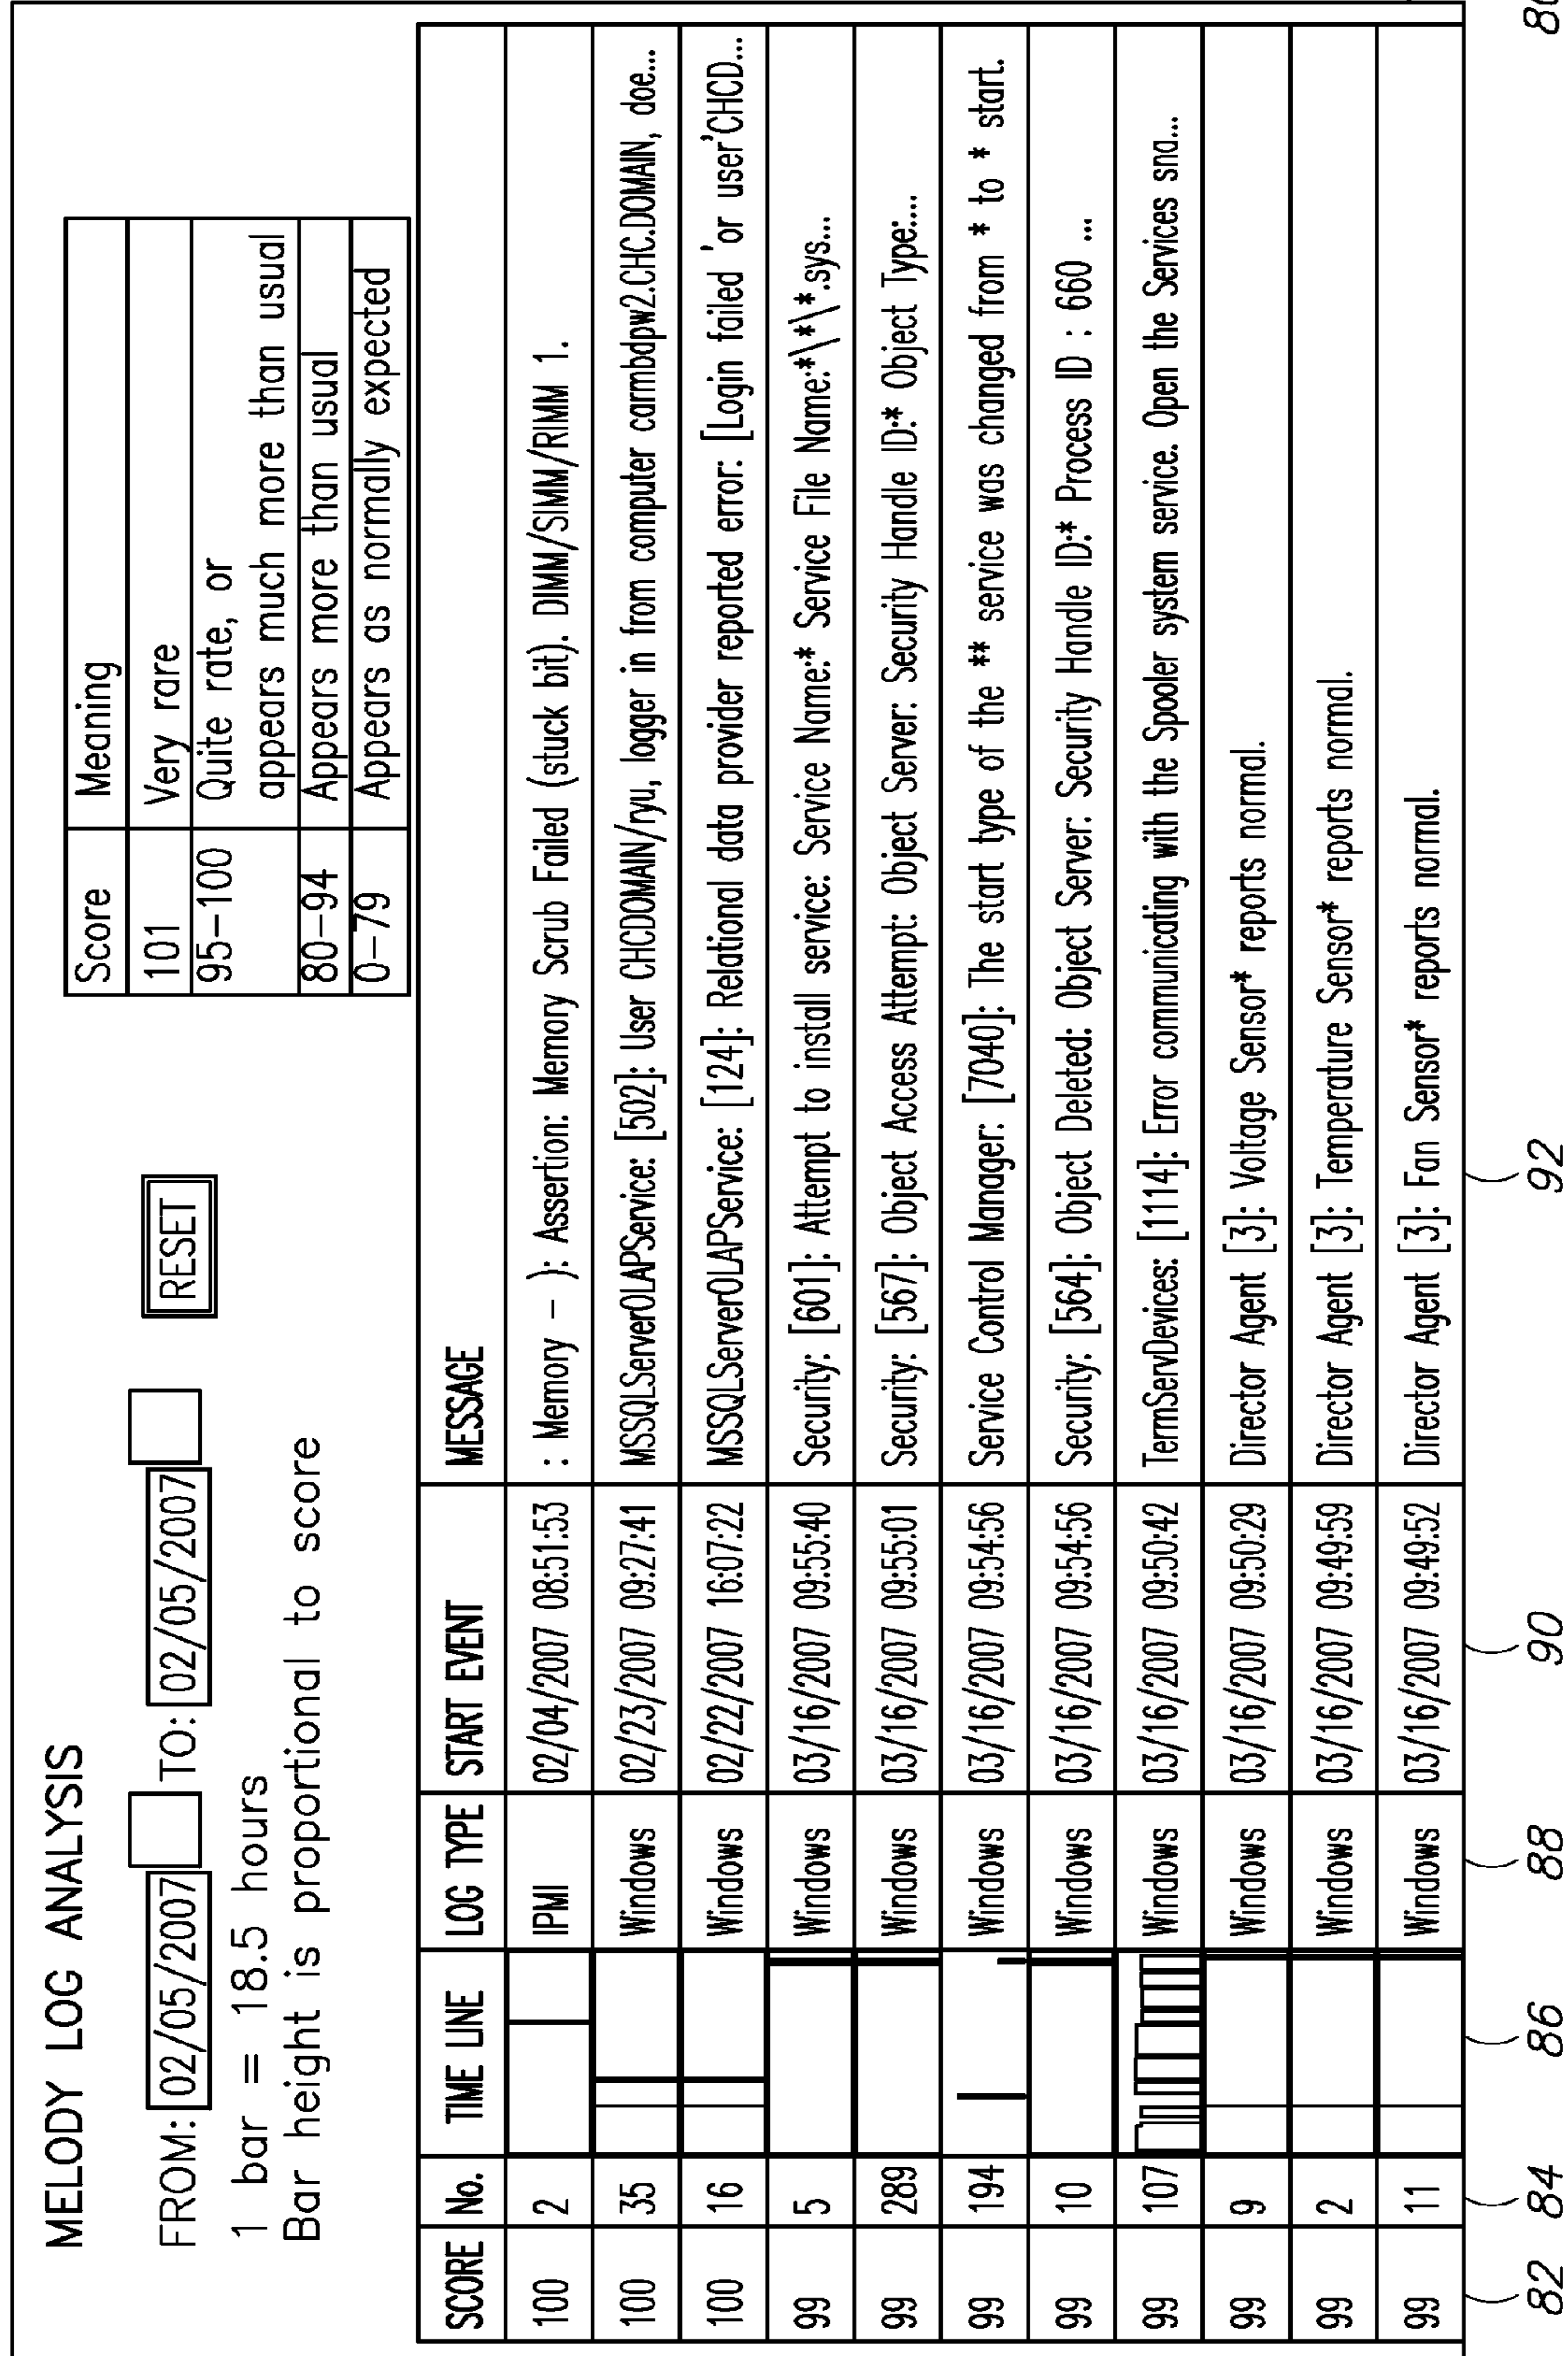 MELODY LOG ANALYSIS
FROM: 02/05/2007 TO: 02/05/2007 RESET
1 bar = 18.5 hours
Bar height is proportional to score
Score Meaning
101 Very rare
95-100 Quite rate, or
appears much more than usual
80-94 Appears more than usual
0-79 Appears as normally expected
SCORE No. TIME LINE LOG TYPE START EVENT MESSAGE
100 2 IPMI 02/04/2007 08:51:53 : Memory - ): Assertion: Memory Scrub Failed (stuck bit). DIMM/SIMM/RIMM 1.
100 35 Windows 02/23/2007 09:27:41 MSSQLServerOLAPService: [502]: User CHCDOMAIN/ryu, logger in from computer carmbdpw2.CHC.DOMAIN, doe...
100 16 Windows 02/22/2007 16:07:22 MSSQLServerOLAPService: [124]: Relational data provider reported error: [Login failed 'or user'CHCD...
99 5 Windows 03/16/2007 09:55:40 Security: [601]: Attempt to install service: Service Name:* Service File Name:*\*\*.sys...
99 289 Windows 03/16/2007 09:55:01 Security: [567]: Object Access Attempt: Object Server: Security Handle ID:* Object Type:...
99 194 Windows 03/16/2007 09:54:56 Service Control Manager: [7040]: The start type of the ** service was changed from * to * start.
99 10 Windows 03/16/2007 09:54:56 Security: [564]: Object Deleted: Object Server: Security Handle ID:* Process ID : 660 ...
99 107 Windows 03/16/2007 09:50:42 TermServDevices: [1114]: Error communicating with the Spooler system service. Open the Services sna...
99 9 Windows 03/16/2007 09:50:29 Director Agent [3]: Voltage Sensor* reports normal.
99 2 Windows 03/16/2007 09:49:59 Director Agent [3]: Temperature Sensor* reports normal.
99 11 Windows 03/16/2007 09:49:52 Director Agent [3]: Fan Sensor* reports normal.
82 84 86 88 90 92